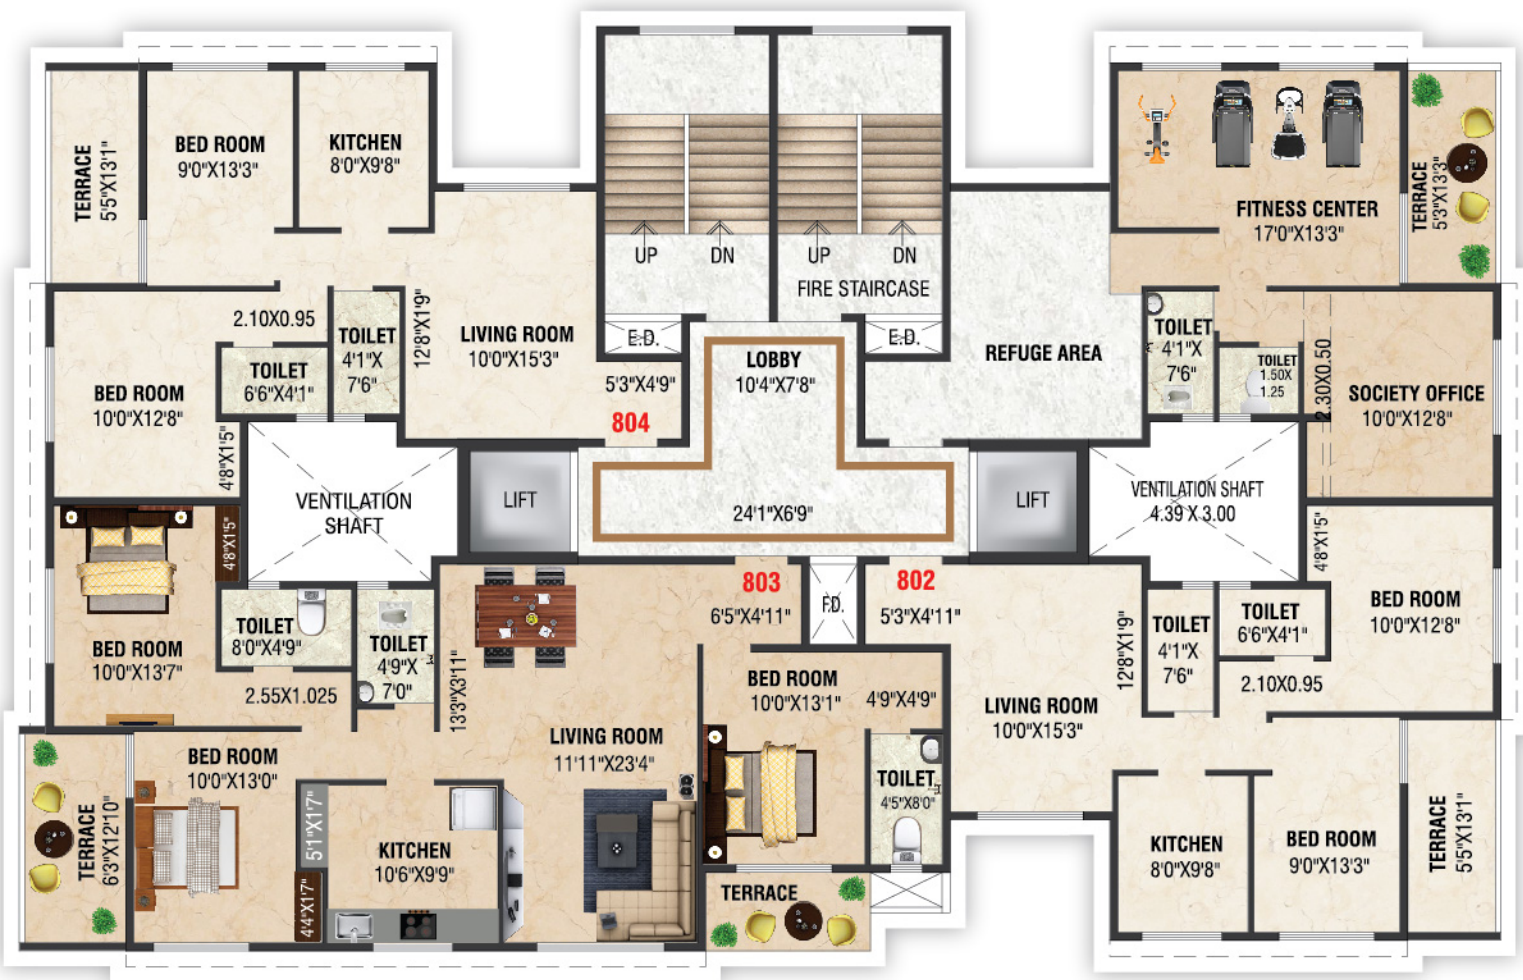 TERRACE
5'5"X13'1"
BED ROOM
9'0"X13'3"
KITCHEN
8'0"X9'8"
UP
DN
UP
DN
FIRE STAIRCASE
E.D.
E.D.
FITNESS CENTER
17'0"X13'3"
TERRACE
5'3"X13'3"
2.10X0.95
BED ROOM
10'0"X12'8"
TOILET
6'6"X4'1"
TOILET
4'1"X
7'6"
12'8"X1'9"
LIVING ROOM
10'0"X15'3"
5'3"X4'9"
804
4'8"X1'5"
LOBBY
10'4"X7'8"
24'1"X6'9"
REFUGE AREA
TOILET
4'1"X
7'6"
TOILET
1.50X
1.25
2.30X0.50
SOCIETY OFFICE
10'0"X12'8"
VENTILATION
SHAFT
LIFT
LIFT
VENTILATION SHAFT
4.39 X 3.00
4'8"X1'5"
BED ROOM
10'0"X13'7"
TOILET
8'0"X4'9"
2.55X1.025
TOILET
4'9"X
7'0"
13'3"X3'11"
803
6'5"X4'11"
F.D.
802
5'3"X4'11"
LIVING ROOM
11'11"X23'4"
BED ROOM
10'0"X13'1"
4'9"X4'9"
TOILET
4'5"X8'0"
TERRACE
LIVING ROOM
10'0"X15'3"
12'8"X1'9"
TOILET
4'1"X
7'6"
TOILET
6'6"X4'1"
2.10X0.95
4'8"X1'5"
BED ROOM
10'0"X12'8"
TERRACE
6'3"X12'10"
BED ROOM
10'0"X13'0"
5'1"X1'7"
4'4"X1'7"
KITCHEN
10'6"X9'9"
KITCHEN
8'0"X9'8"
BED ROOM
9'0"X13'3"
TERRACE
5'5"X13'1"